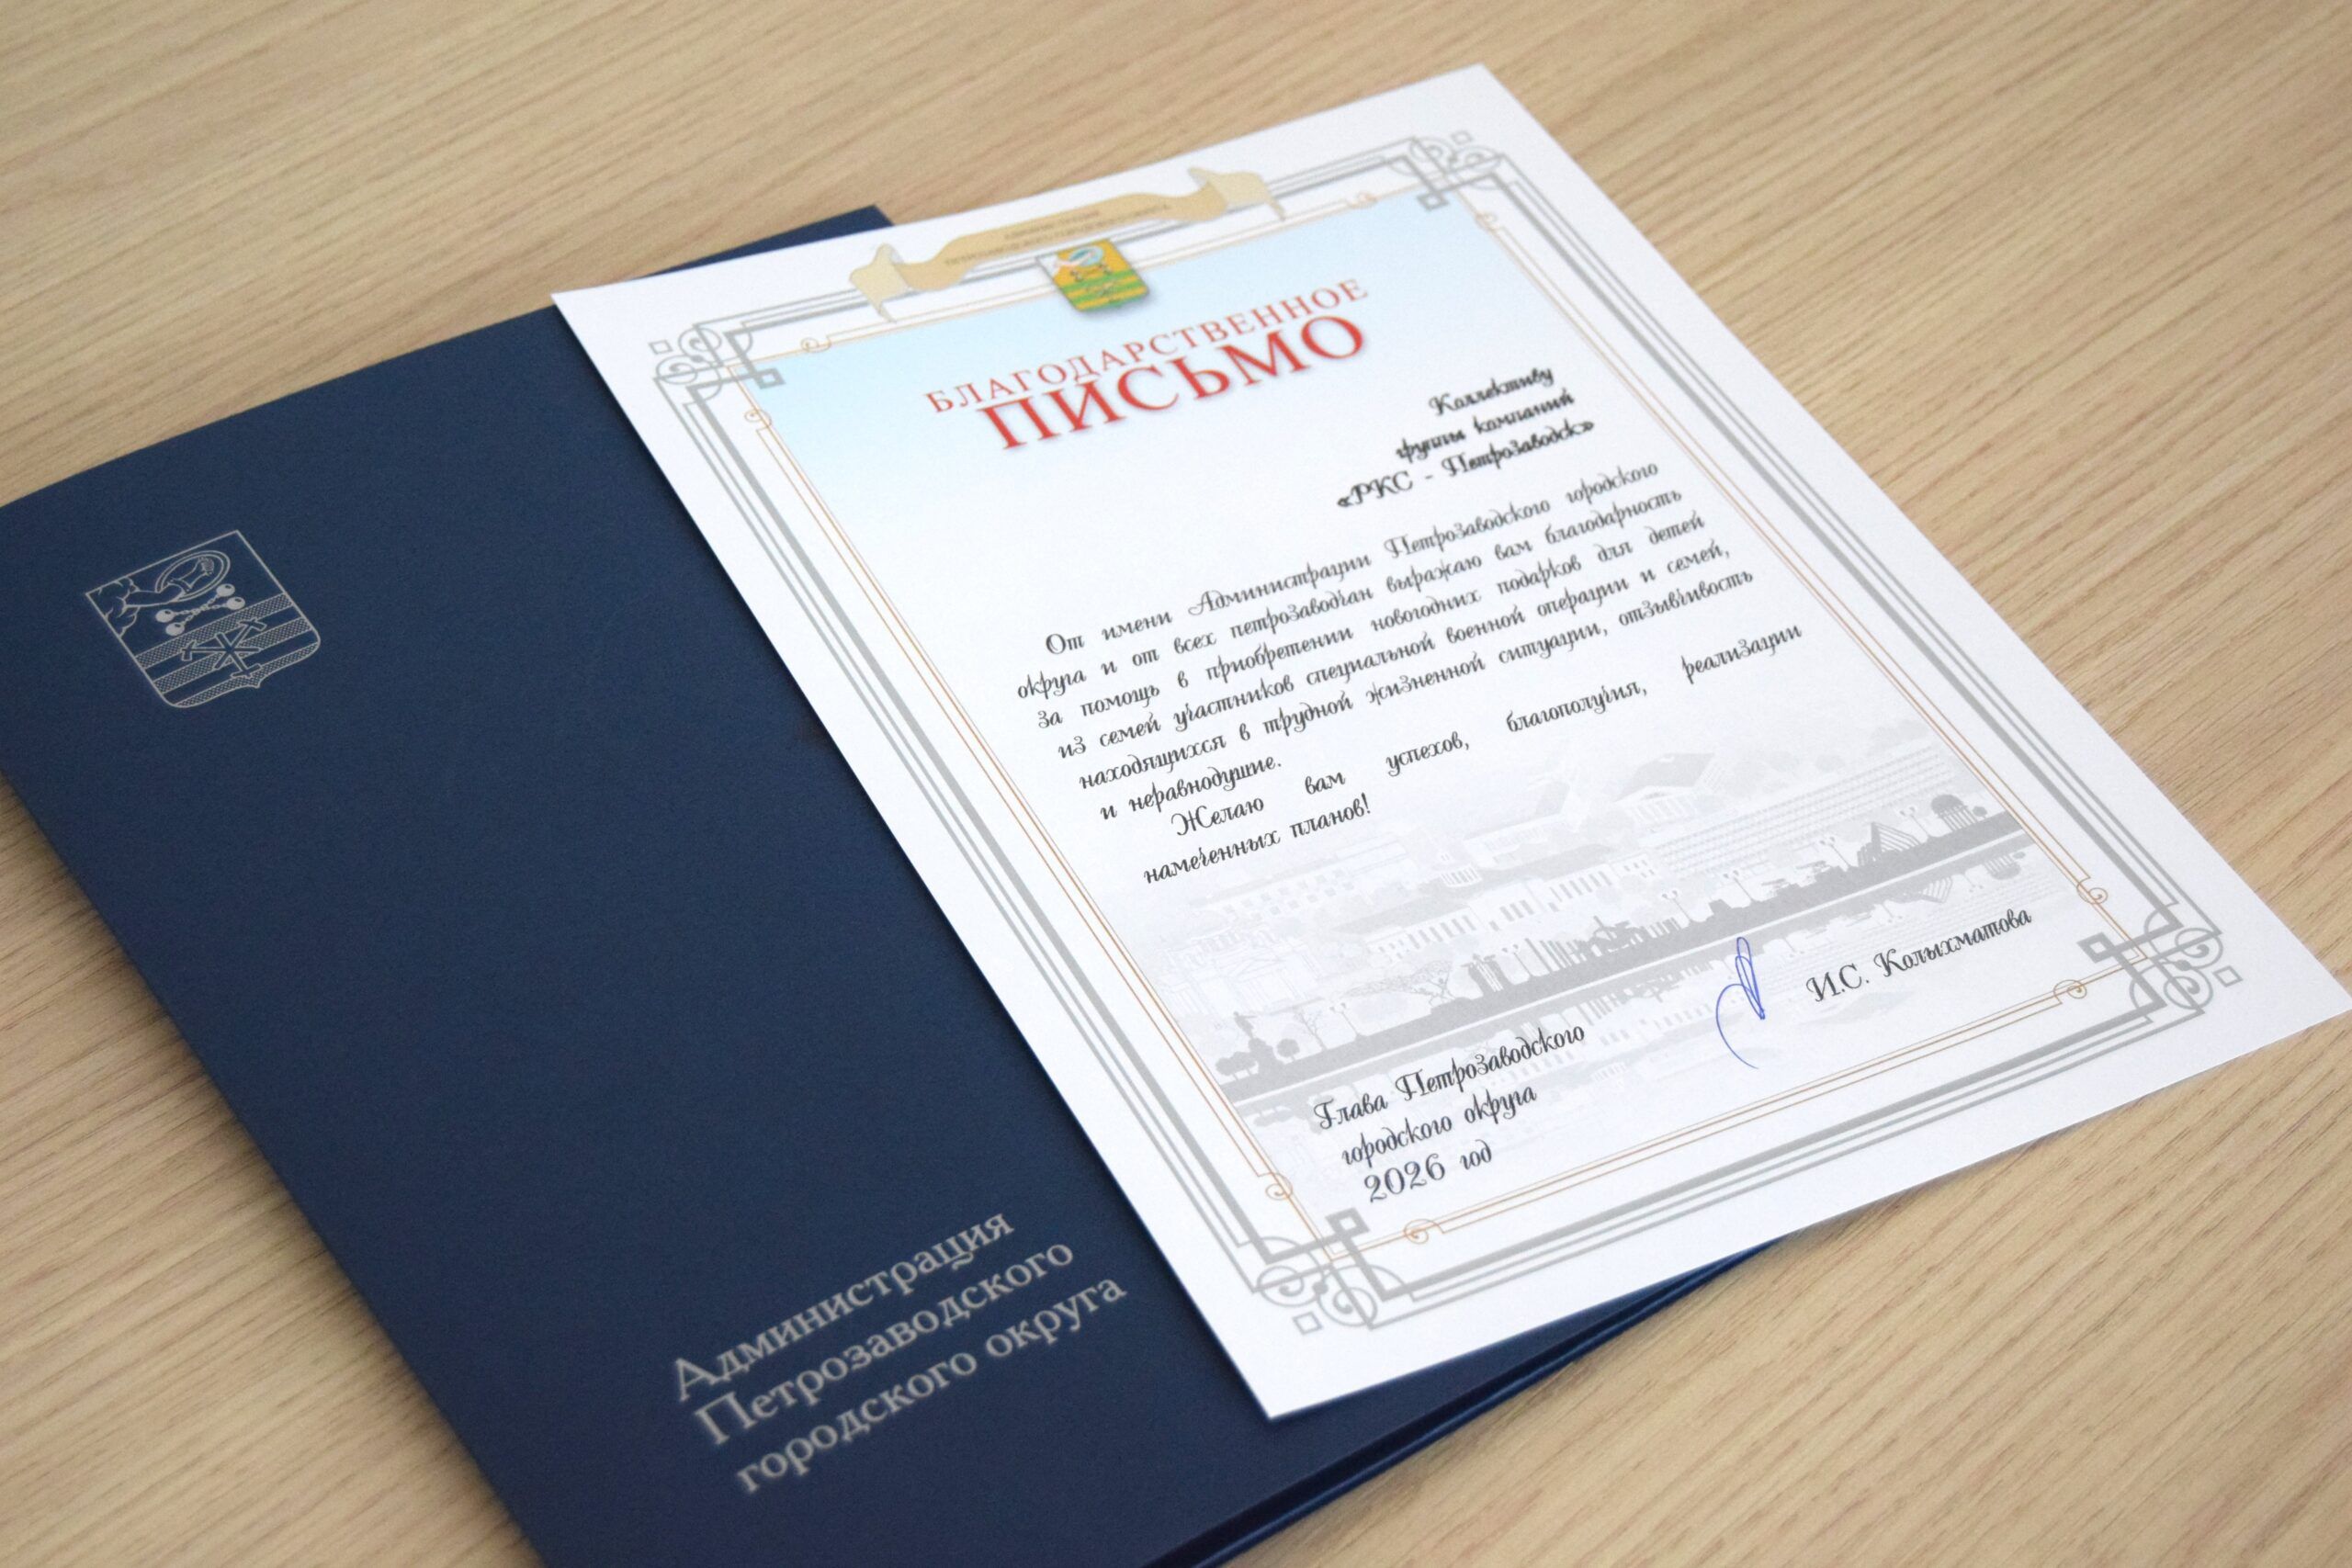 БЛАГОДАРСТВЕННОЕ
ПИСЬМО
Коллективу
группы компаний
«РКС - Петрозаводск»
От имени Администрации Петрозаводского городского
округа и от всех петрозаводчан выражаю вам благодарность
за помощь в приобретении новогодних подарков для детей
из семей участников специальной военной операции и семей,
находящихся в трудной жизненной ситуации, отзывчивость
и неравнодушие.
Желаю вам успехов, благополучия, реализации
намеченных планов!
Глава Петрозаводского
городского округа
И.С. Колыхматова
2026 год
Администрация
Петрозаводского
городского округа